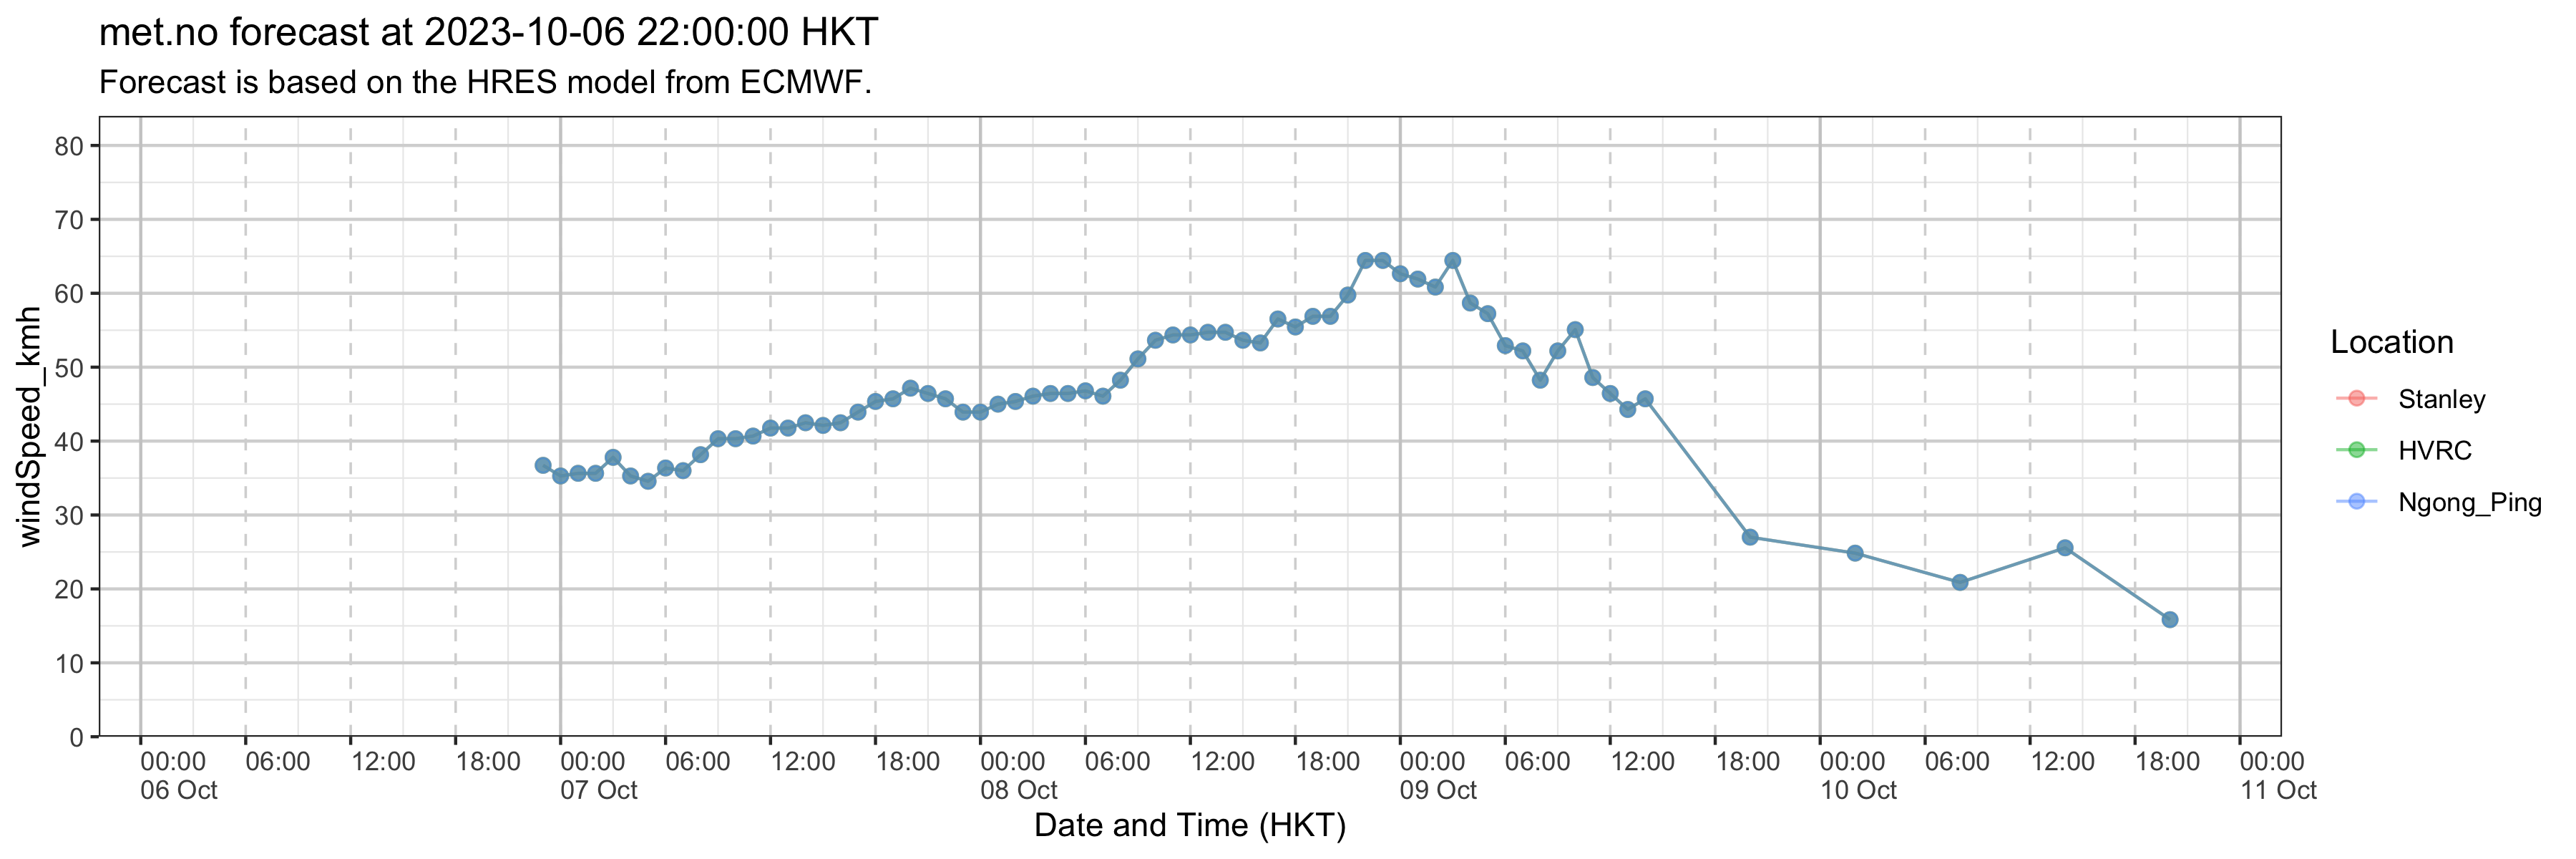 met.no forecast at 2023-10-06 22:00:00 HKT
Forecast is based on the HRES model from ECMWF.
windSpeed_kmh
80
70
60
50
40
30
20
10
0
00:00 06:00 12:00 18:00 00:00 06:00 12:00 18:00 00:00 06:00 12:00 18:00 00:00 06:00 12:00 18:00 00:00 06:00 12:00 18:00 00:00
06 Oct 07 Oct 08 Oct 09 Oct 10 Oct 11 Oct
Date and Time (HKT)
Location
Stanley
HVRC
Ngong_Ping